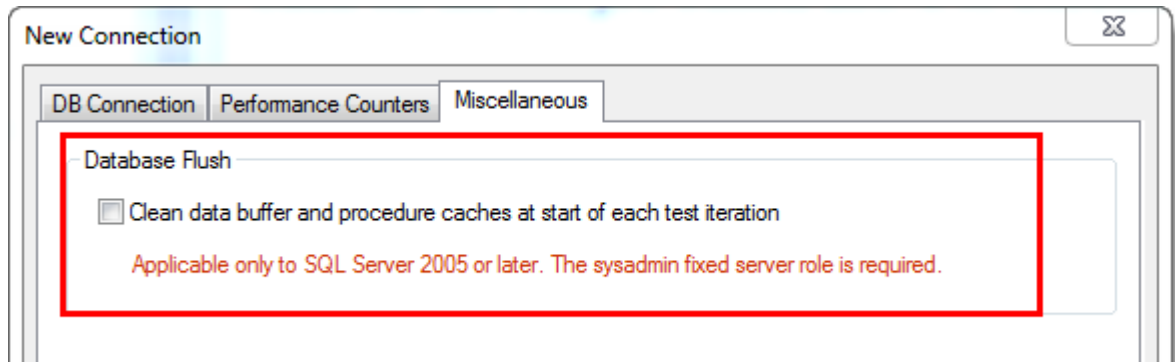 New Connection
DB Connection Performance Counters Miscellaneous
Database Flush
Clean data buffer and procedure caches at start of each test iteration
Applicable only to SQL Server 2005 or later. The sysadmin fixed server role is required.